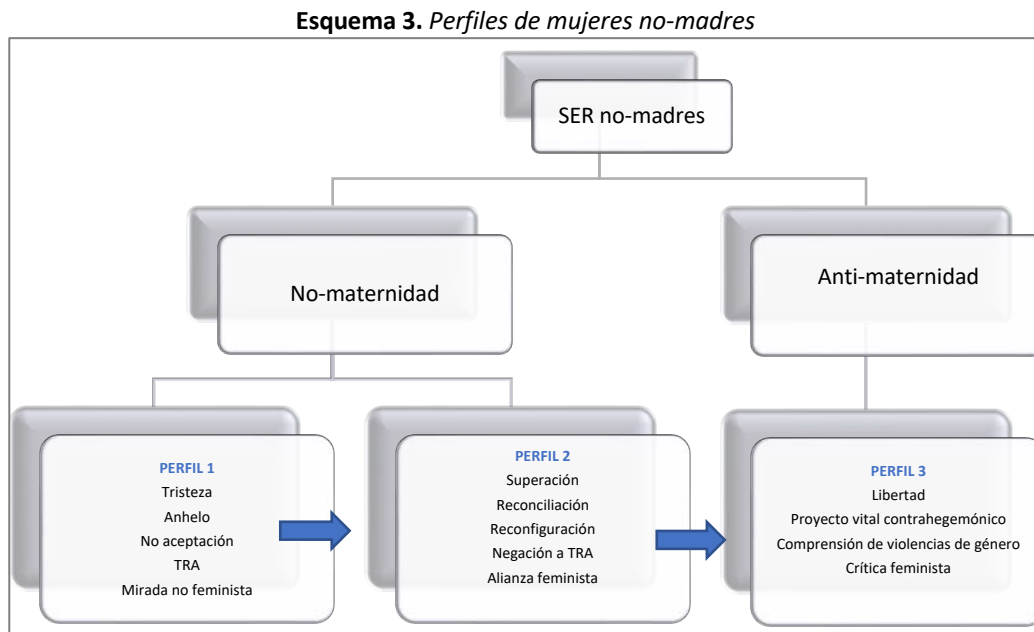 Esquema 3. Perfiles de mujeres no-madres
SER no-madres
No-maternidad
Anti-maternidad
PERFIL 1
Tristeza
Anhelo
No aceptación
TRA
Mirada no feminista
PERFIL 2
Superación
Reconciliación
Reconfiguración
Negación a TRA
Alianza feminista
PERFIL 3
Libertad
Proyecto vital contrahegemónico
Comprensión de violencias de género
Crítica feminista